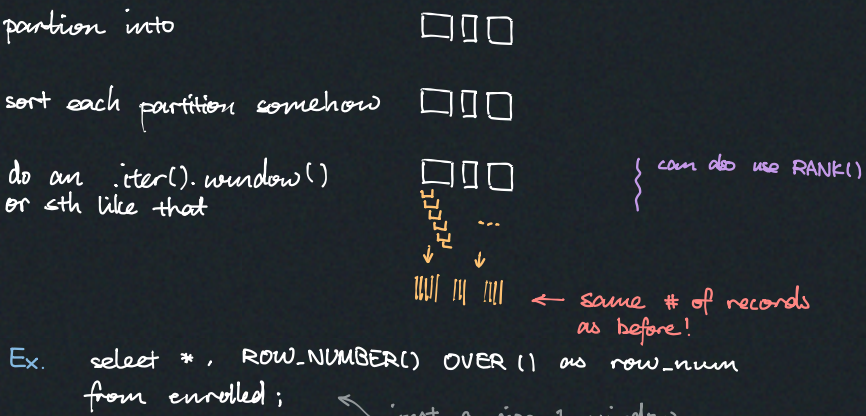 partion into
sort each partition somehow
do an .iter().window()
or sth like that
can also use RANK()
...
← same # of records
as before!
Ex. select *, ROW_NUMBER() OVER () as row_num
from enrolled;